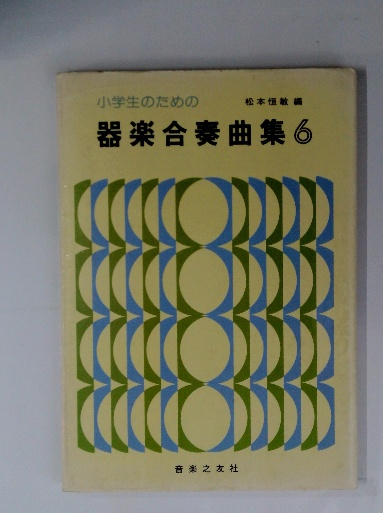 小学生のための
松本恒敏 編
器楽合奏曲集6
音楽之友社